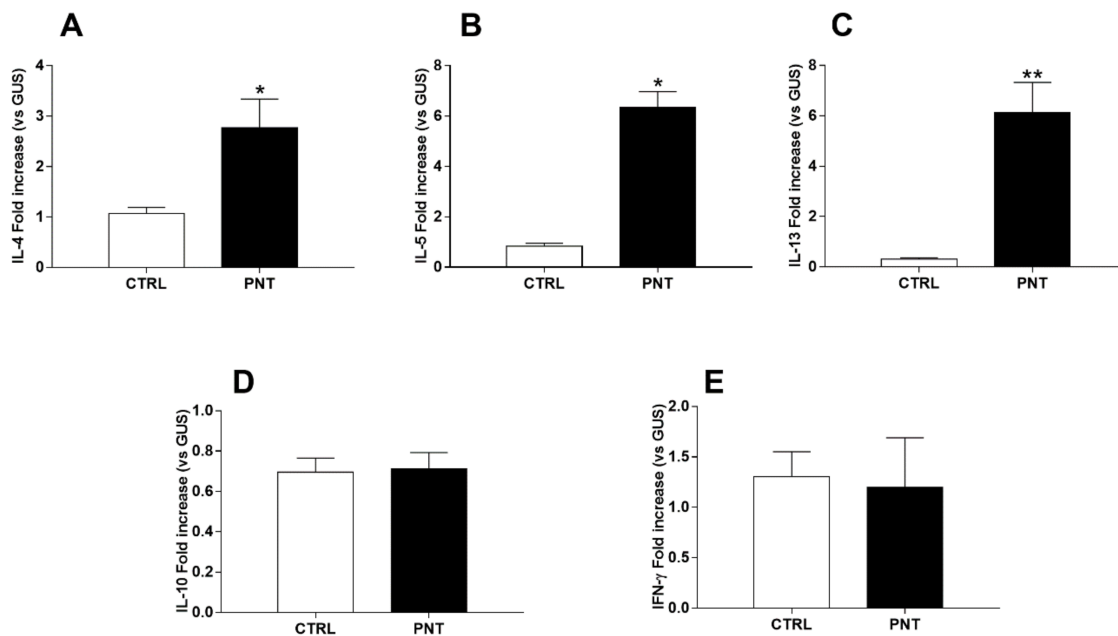 A
IL-4 Fold increase (vs GUS)
4
3
2
1
0
*
CTRL
PNT
B
IL-5 Fold increase (vs GUS)
8
6
4
2
0
*
CTRL
PNT
C
IL-13 Fold increase (vs GUS)
8
6
4
2
0
**
CTRL
PNT
D
IL-10 Fold increase (vs GUS)
1.0
0.8
0.6
0.4
0.2
0.0
CTRL
PNT
E
IFN-γ Fold increase (vs GUS)
2.0
1.5
1.0
0.5
0.0
CTRL
PNT